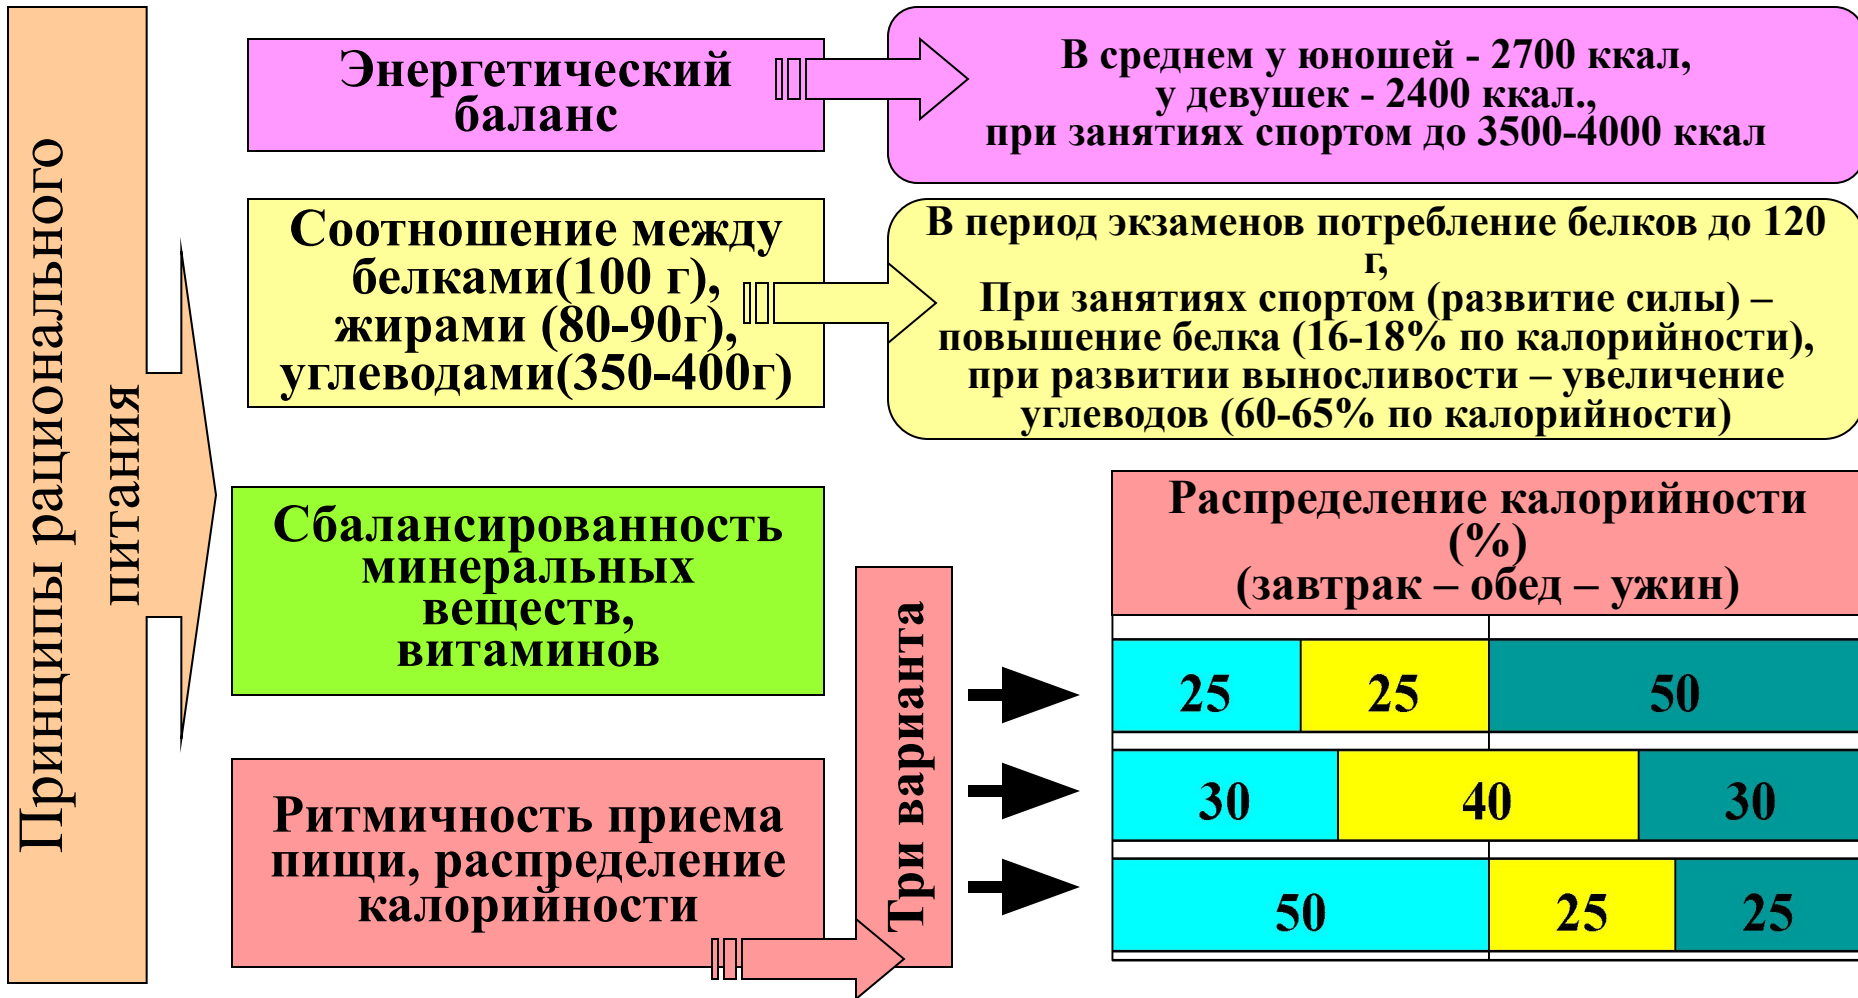 Принципы рационального
питания
Энергетический
баланс
В среднем у юношей - 2700 ккал,
у девушек - 2400 ккал.,
при занятиях спортом до 3500-4000 ккал
Соотношение между
белками(100 г),
жирами (80-90г),
углеводами(350-400г)
В период экзаменов потребление белков до 120
г,
При занятиях спортом (развитие силы) –
повышение белка (16-18% по калорийности),
при развитии выносливости – увеличение
углеводов (60-65% по калорийности)
Сбалансированность
минеральных
веществ,
витаминов
Ритмичность приема
пищи, распределение
калорийности
Три варианта
Распределение калорийности
(%)
(завтрак – обед – ужин)
25 25 50
30 40 30
50 25 25